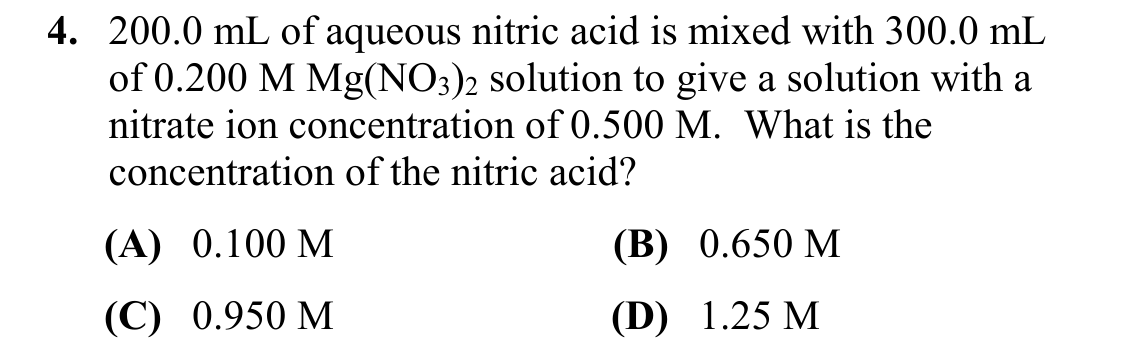 4. 200.0 mL of aqueous nitric acid is mixed with 300.0 mL
of 0.200 M Mg(NO₃)₂ solution to give a solution with a
nitrate ion concentration of 0.500 M. What is the
concentration of the nitric acid?
(A) 0.100 M (B) 0.650 M
(C) 0.950 M (D) 1.25 M